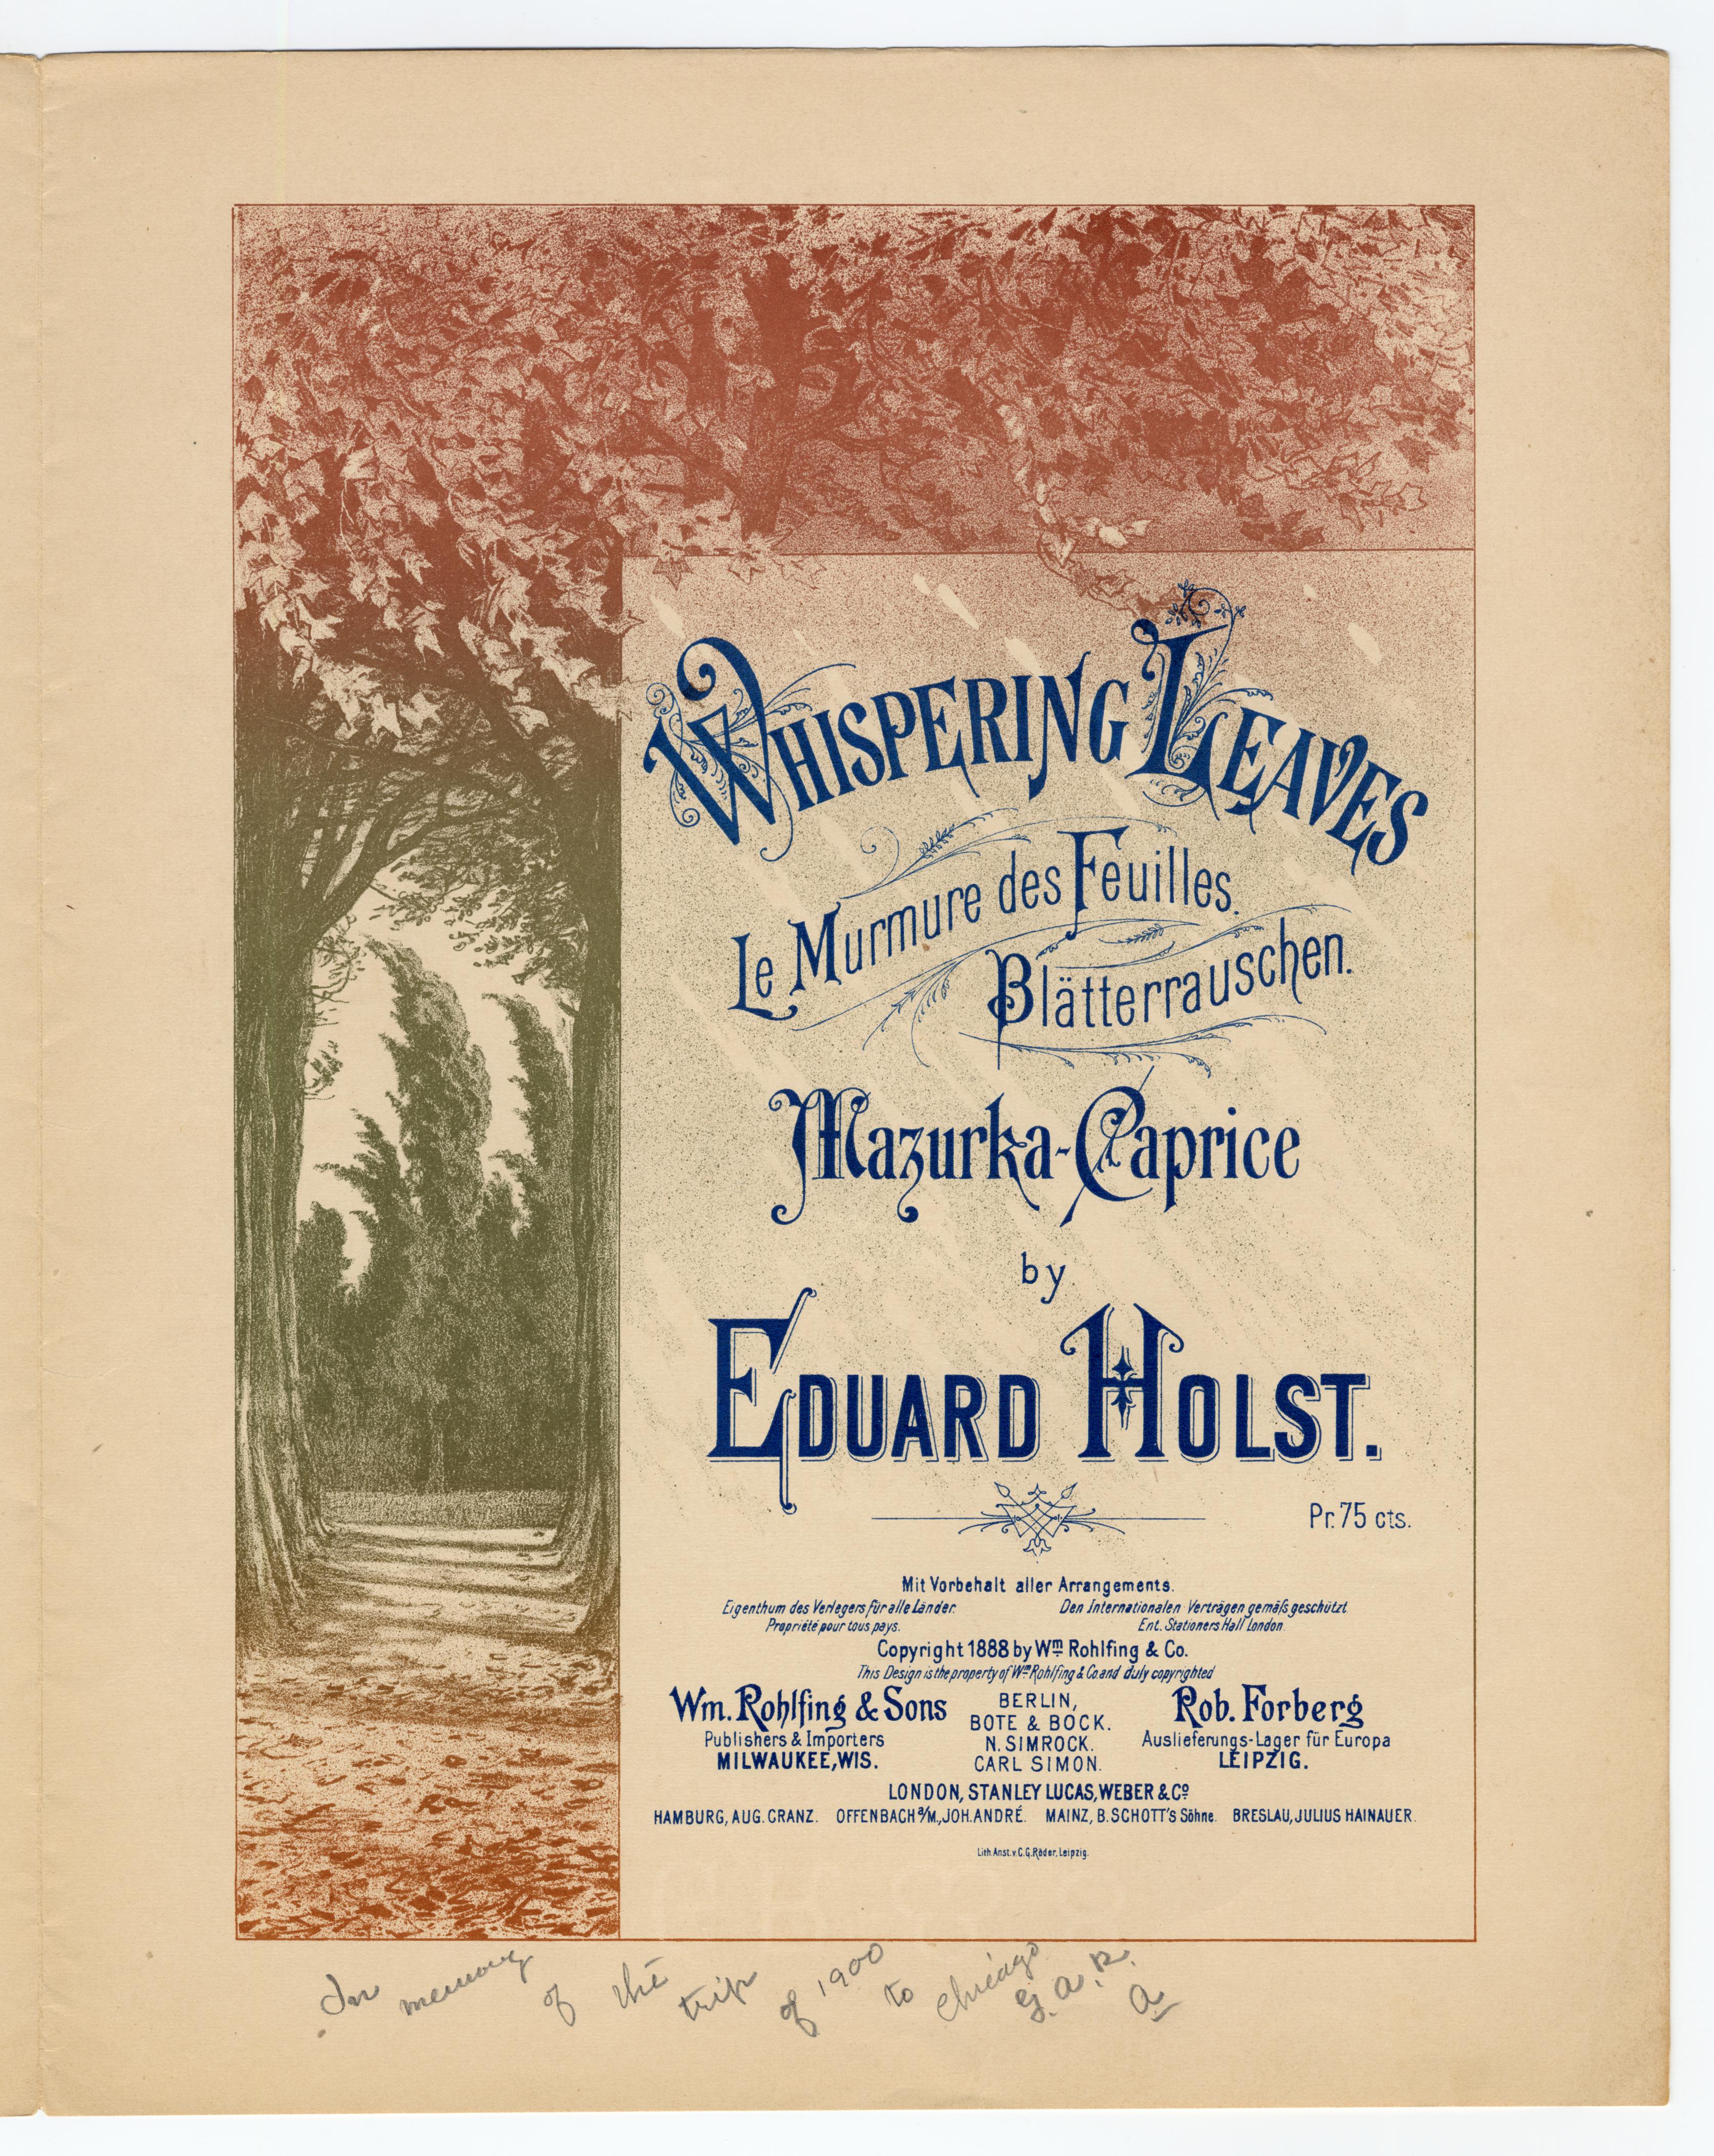 WHISPERING LEAVES
Le Murmure des Feuilles.
Blätterrauschen.
Mazurka-Caprice
by
EDUARD HOLST.
Pr. 75 cts.
Mit Vorbehalt aller Arrangements.
Eigenthum des Verlegers für alle Länder. Den Internationalen Verträgen gemäfs geschützt
Propriété pour tous pays. Ent. Stationers Hall London.
Copyright 1888 by Wm Rohlfing & Co.
This Design is the property of Wm Rohlfing & Co and duly copyrighted
Wm. Rohlfing & Sons
Publishers & Importers
MILWAUKEE, WIS.
BERLIN,
BOTE & BOCK.
N. SIMROCK.
CARL SIMON.
Rob. Forberg
Auslieferungs-Lager für Europa
LEIPZIG.
LONDON, STANLEY LUCAS, WEBER & Co
HAMBURG, AUG. CRANZ. OFFENBACH a/M., JOH. ANDRÉ. MAINZ, B. SCHOTT's Söhne. BRESLAU, JULIUS HAINAUER.
Lith. Anst. v. C. G. Röder, Leipzig.
In memory of the trip of 1900 to Chicago G. A. R.